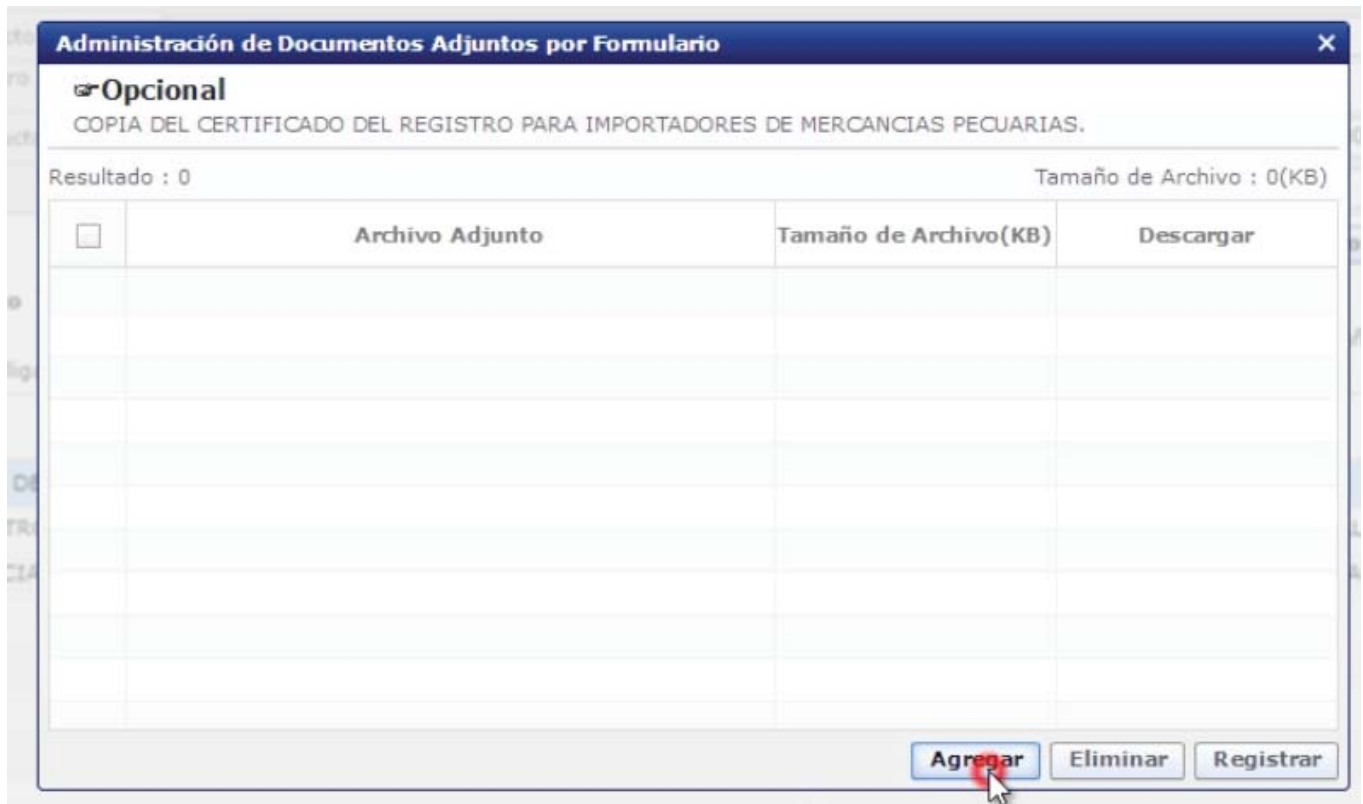 Administración de Documentos Adjuntos por Formulario
☞Opcional
COPIA DEL CERTIFICADO DEL REGISTRO PARA IMPORTADORES DE MERCANCIAS PECUARIAS.
Resultado : 0 Tamaño de Archivo : 0(KB)
Archivo Adjunto Tamaño de Archivo(KB) Descargar
Agregar Eliminar Registrar